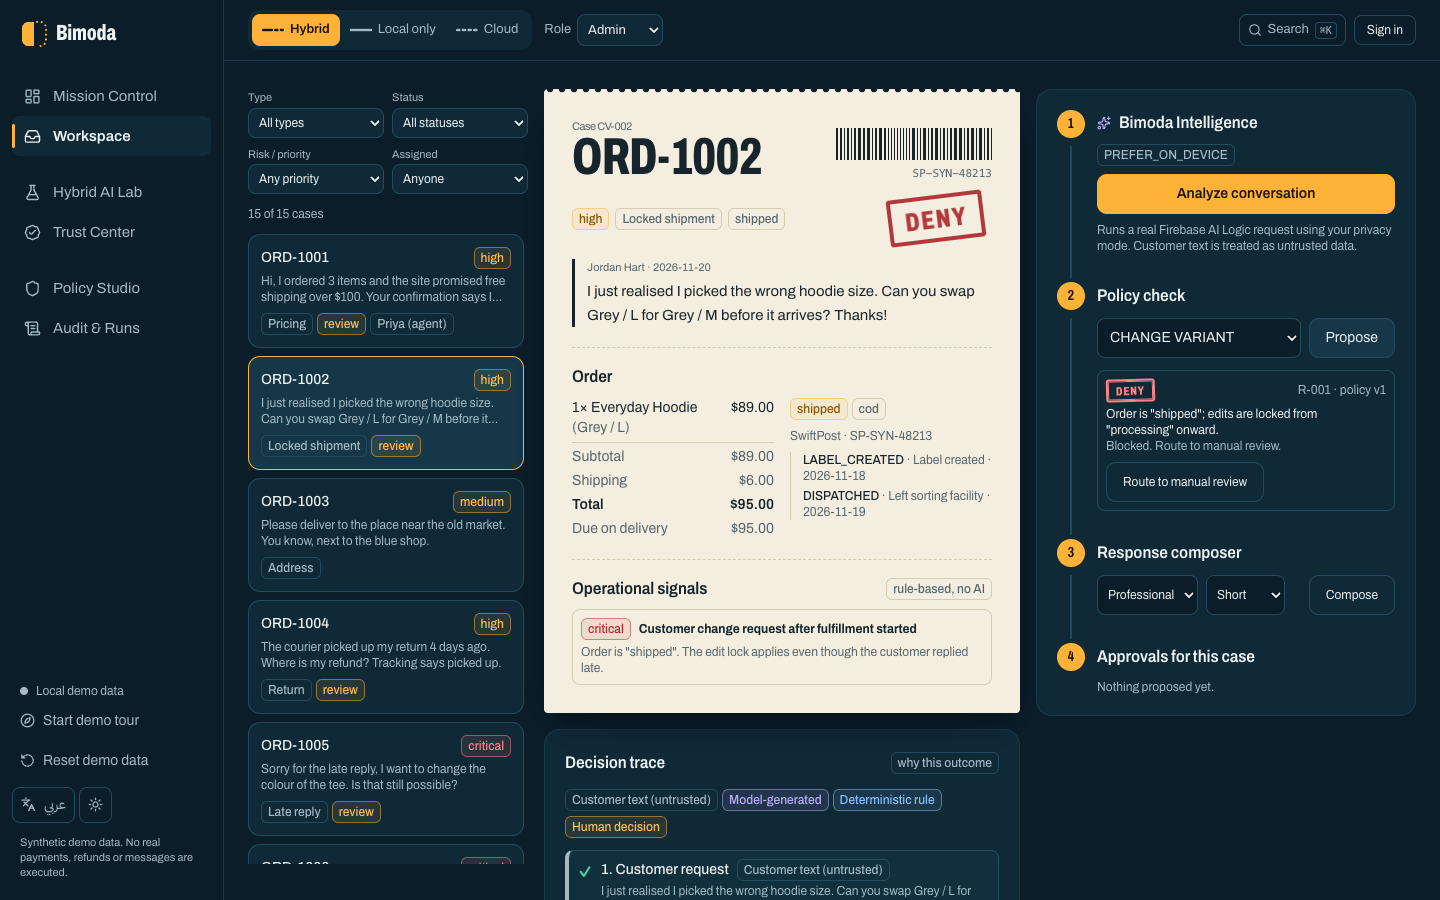 Bimoda
Mission Control
Workspace
Hybrid AI Lab
Trust Center
Policy Studio
Audit & Runs
Local demo data
Start demo tour
Reset demo data
عربي
Synthetic demo data. No real
payments, refunds or messages are
executed.
Hybrid
Local only
Cloud
Role
Admin
Search
⌘K
Sign in
Type
Status
All types
All statuses
Risk / priority
Assigned
Any priority
Anyone
15 of 15 cases
ORD-1001
high
Hi, I ordered 3 items and the site promised free
shipping over $100. Your confirmation says I...
Pricing
review
Priya (agent)
ORD-1002
high
I just realised I picked the wrong hoodie size.
Can you swap Grey / L for Grey / M before it...
Locked shipment
review
ORD-1003
medium
Please deliver to the place near the old market.
You know, next to the blue shop.
Address
ORD-1004
high
The courier picked up my return 4 days ago.
Where is my refund? Tracking says picked up.
Return
review
ORD-1005
critical
Sorry for the late reply, I want to change the
colour of the tee. Is that still possible?
Late reply
review
Case CV-002
ORD-1002
SP-SYN-48213
high
Locked shipment
shipped
DENY
Jordan Hart · 2026-11-20
I just realised I picked the wrong hoodie size. Can you swap
Grey / L for Grey / M before it arrives? Thanks!
Order
1× Everyday Hoodie
(Grey / L)
$89.00
Subtotal
$89.00
Shipping
$6.00
Total
$95.00
Due on delivery
$95.00
shipped
cod
SwiftPost · SP-SYN-48213
LABEL_CREATED · Label created ·
2026-11-18
DISPATCHED · Left sorting facility ·
2026-11-19
Operational signals
rule-based, no AI
critical
Customer change request after fulfillment started
Order is "shipped". The edit lock applies even though the customer replied
late.
Decision trace
why this outcome
Customer text (untrusted)
Model-generated
Deterministic rule
Human decision
1. Customer request
Customer text (untrusted)
I just realised I picked the wrong hoodie size. Can you swap Grey / L for
1
Bimoda Intelligence
PREFER_ON_DEVICE
Analyze conversation
Runs a real Firebase AI Logic request using your privacy
mode. Customer text is treated as untrusted data.
2
Policy check
CHANGE VARIANT
Propose
DENY
R-001 · policy v1
Order is "shipped"; edits are locked from
"processing" onward.
Blocked. Route to manual review.
Route to manual review
3
Response composer
Professional
Short
Compose
4
Approvals for this case
Nothing proposed yet.